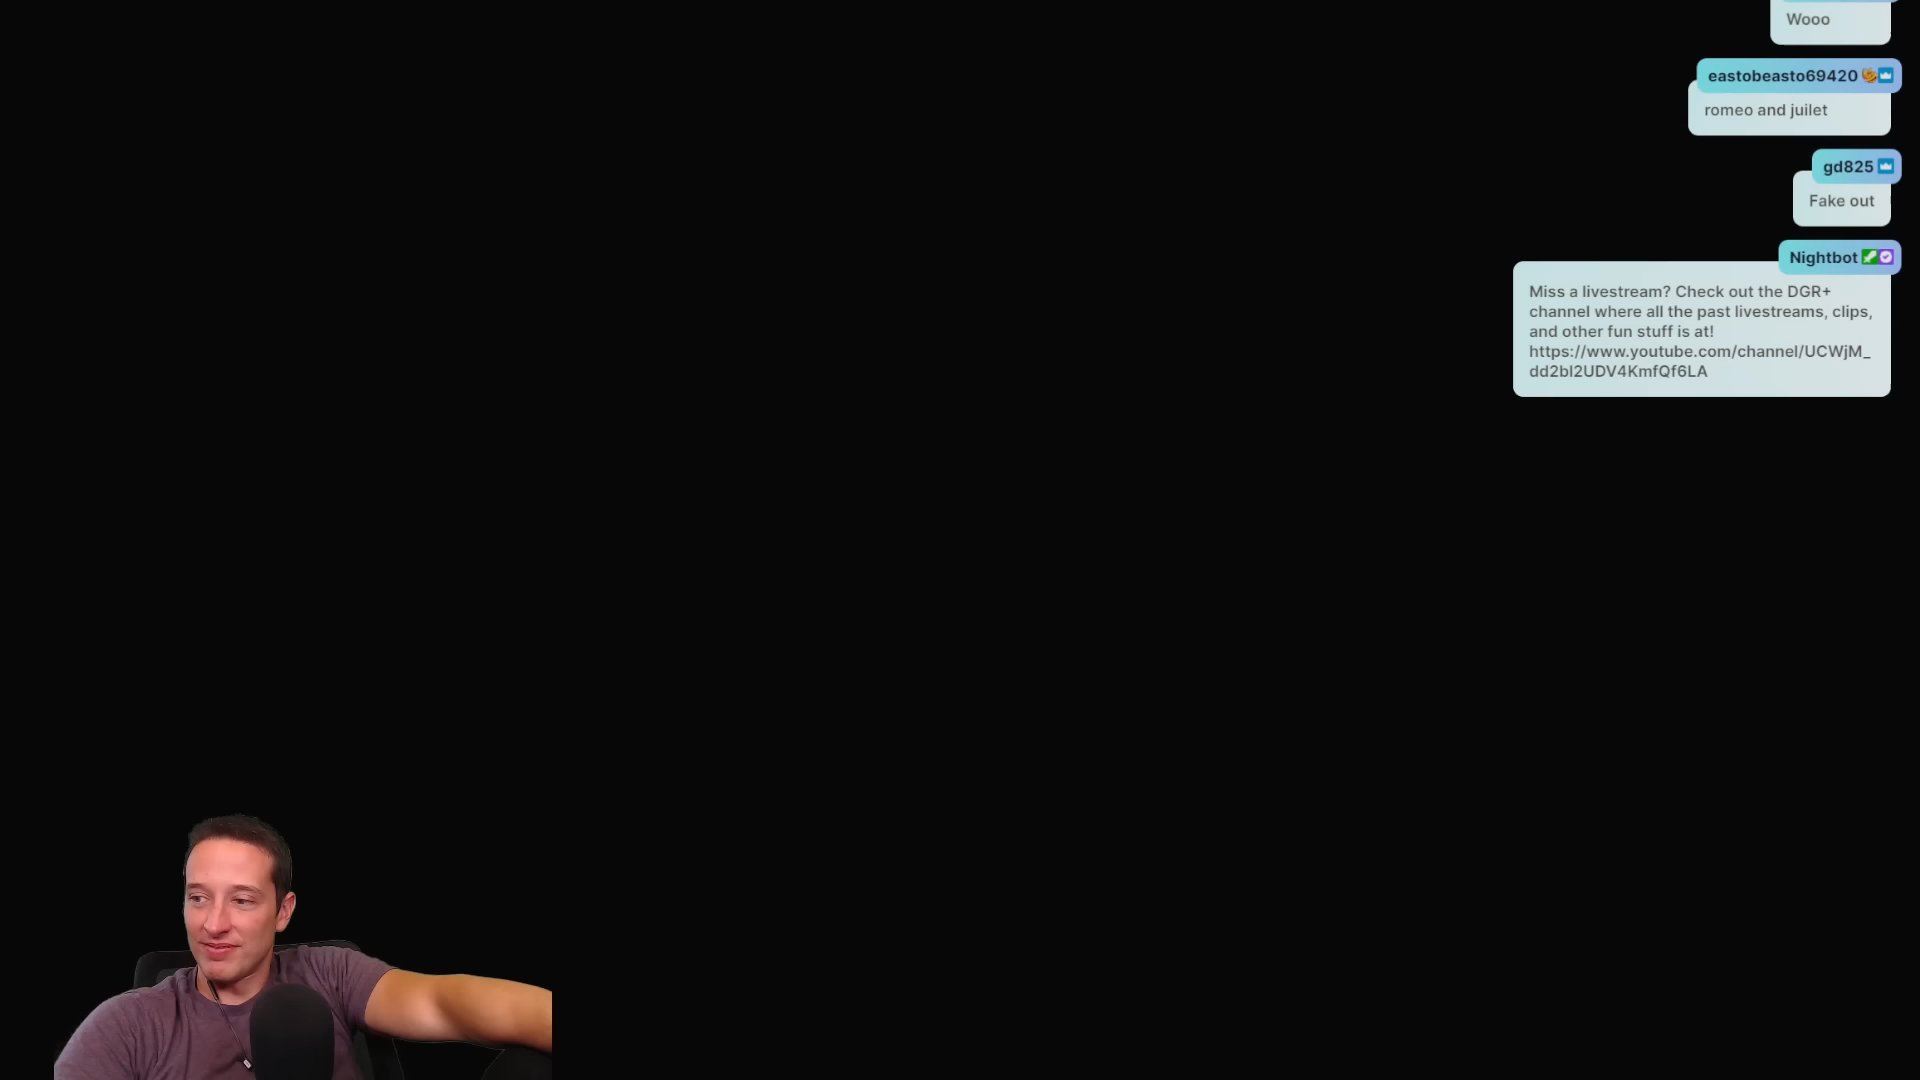 Wooo
eastobeasto69420
romeo and juilet
gd825
Fake out
Nightbot
Miss a livestream? Check out the DGR+
channel where all the past livestreams, clips,
and other fun stuff is at!
https://www.youtube.com/channel/UCWjM_
dd2bI2UDV4KmfQf6LA